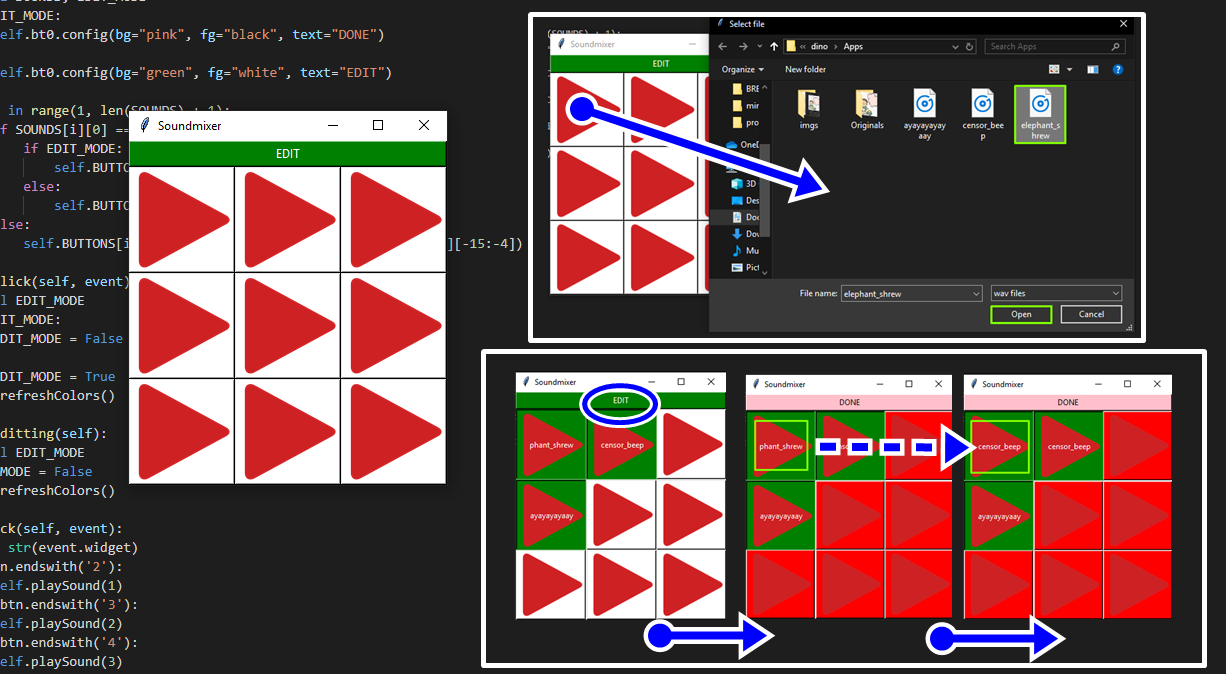 IT_MODE:
elf.bt0.config(bg="pink", fg="black", text="DONE")
elf.bt0.config(bg="green", fg="white", text="EDIT")
in range(1, len(SOUNDS) + 1):
f SOUNDS[i][0] ==
if EDIT_MODE:
self.BUTTO
else:
self.BUTTO
lse:
self.BUTTONS[i
][-15:-4])
lick(self, event)
l EDIT_MODE
IT_MODE:
DIT_MODE = False
DIT_MODE = True
refreshColors()
ditting(self):
l EDIT_MODE
MODE = False
refreshColors()
ck(self, event):
str(event.widget)
n.endswith('2'):
elf.playSound(1)
btn.endswith('3'):
elf.playSound(2)
btn.endswith('4'):
elf.playSound(3)
Soundmixer
EDIT
Soundmixer
EDIT
Select file
« dino › Apps
Search Apps
Organize
New folder
BRE
mir
pro
OneD
3D
Des
Doc
Dov
Mu
Pict
imgs
Originals
ayayayayay
aay
censor_bee
p
elephant_s
hrew
File name:
elephant_shrew
wav files
Open
Cancel
Soundmixer
EDIT
phant_shrew
censor_beep
ayayayayaay
Soundmixer
DONE
phant_shrew
ayayayayaay
Soundmixer
DONE
censor_beep
censor_beep
ayayayayaay